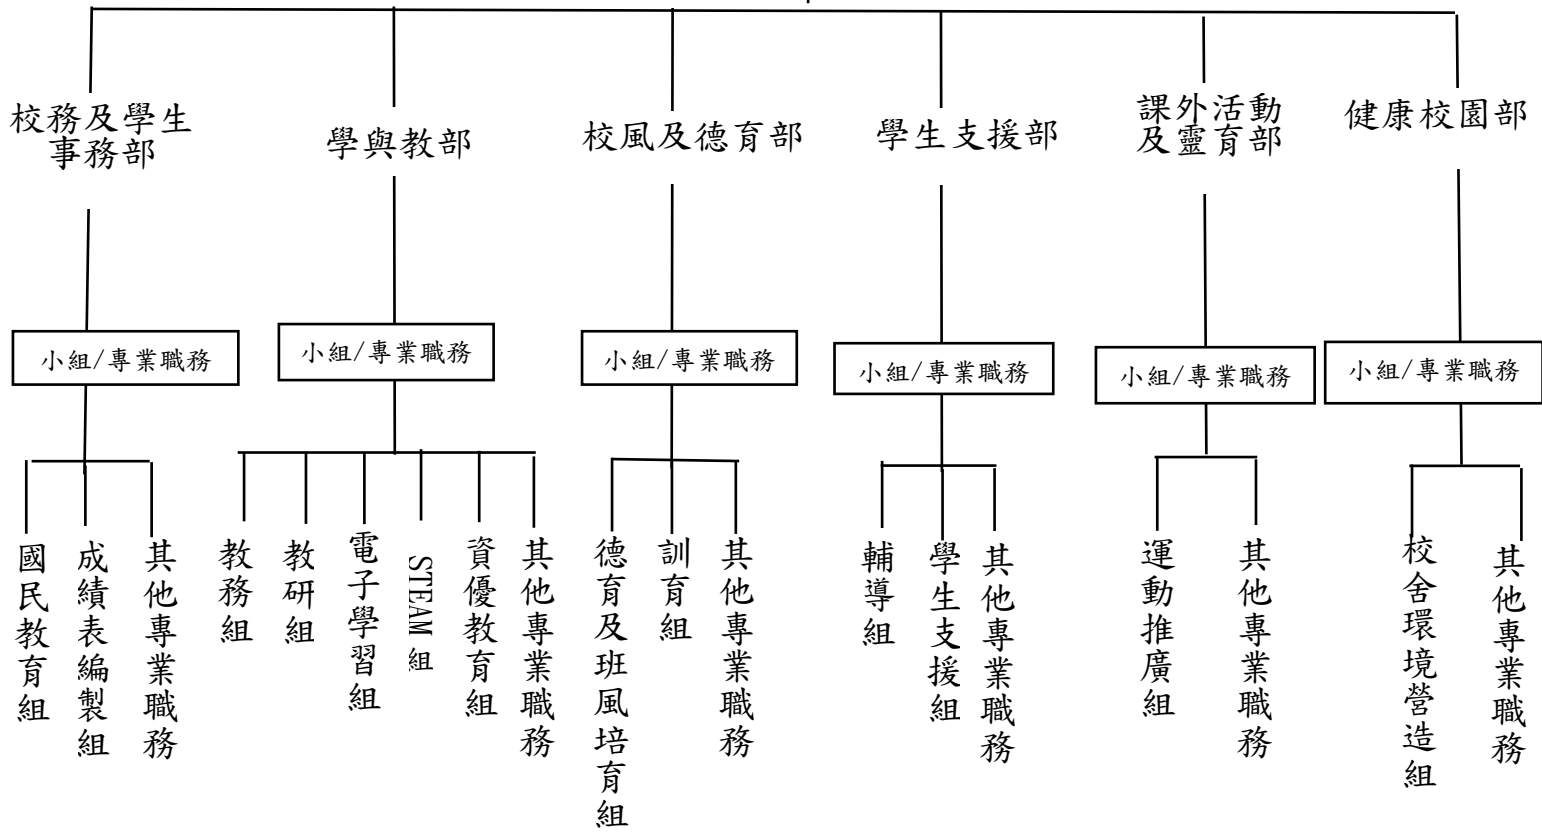 校務及學生
事務部
學與教部
校風及德育部
學生支援部
課外活動
及靈育部
健康校園部
小組/專業職務
小組/專業職務
小組/專業職務
小組/專業職務
小組/專業職務
小組/專業職務
國民教育組
成績表編製組
其他專業職務
教務組
教研組
電子學習組
STEAM 組
資優教育組
其他專業職務
德育及班風培育組
訓育組
其他專業職務
輔導組
學生支援組
其他專業職務
運動推廣組
其他專業職務
校舍環境營造組
其他專業職務